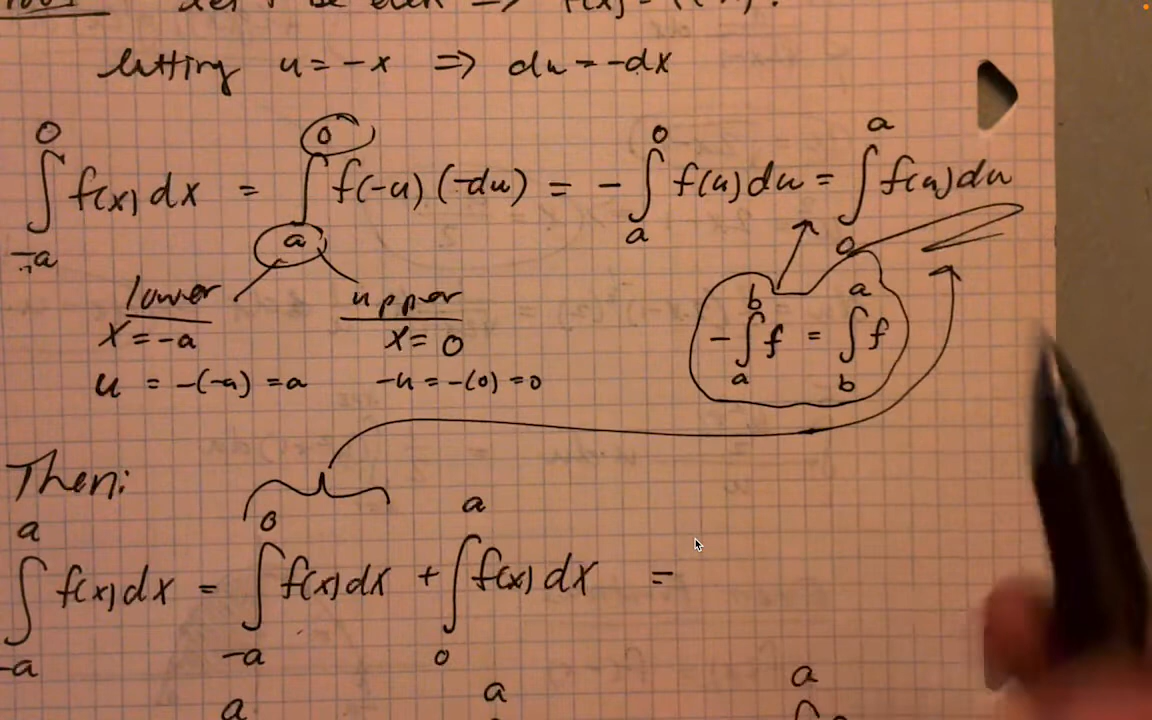 letting u = -x ⇒ du = -dx
∫_{-a}^{0} f(x) dx = ∫_{a}^{0} f(-u) (-du) = - ∫_{a}^{0} f(u) du = ∫_{0}^{a} f(u) du
lower upper
x = -a x = 0
u = -(-a) = a -u = -(0) = 0
- ∫_{a}^{b} f = ∫_{b}^{a} f
Then:
∫_{-a}^{a} f(x) dx = ∫_{-a}^{0} f(x) dx + ∫_{0}^{a} f(x) dx =
a a a